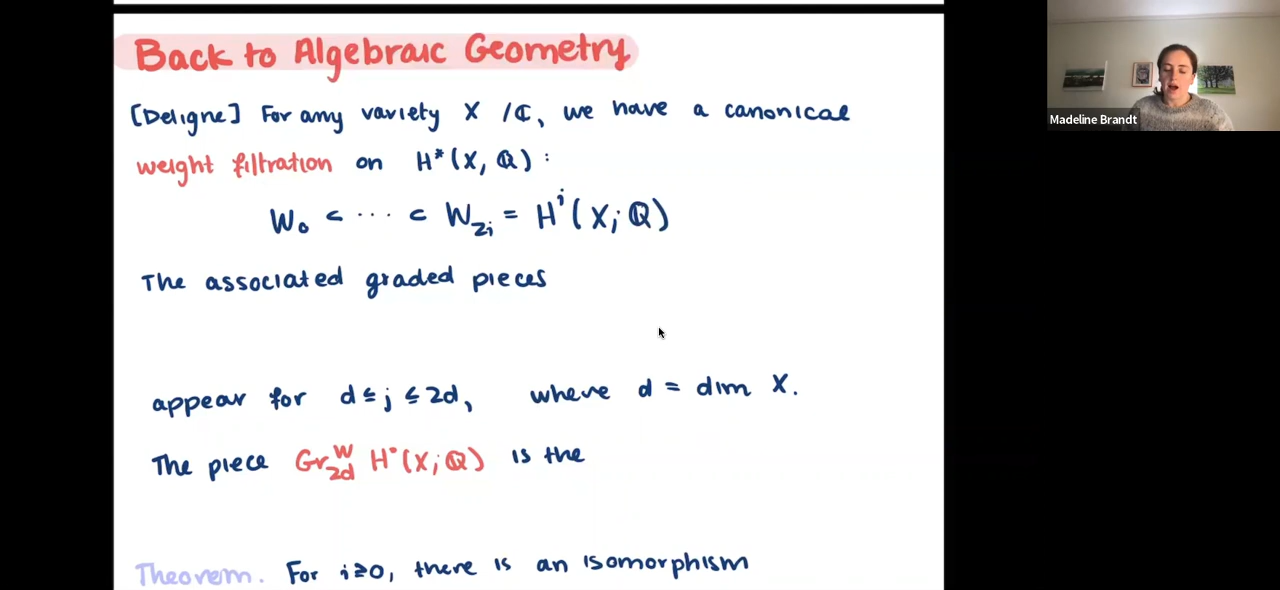 Back to Algebraic Geometry
[Deligne] For any variety X /ℂ, we have a canonical
weight filtration on H*(X, ℚ) :
W₀ ⊂ ··· ⊂ W₂ᵢ = Hⁱ(X; ℚ)
The associated graded pieces
appear for d ≤ j ≤ 2d, where d = dim X.
The piece Gr₂d^W H^•(X; ℚ) is the
Theorem. For i≥0, there is an isomorphism
Madeline Brandt